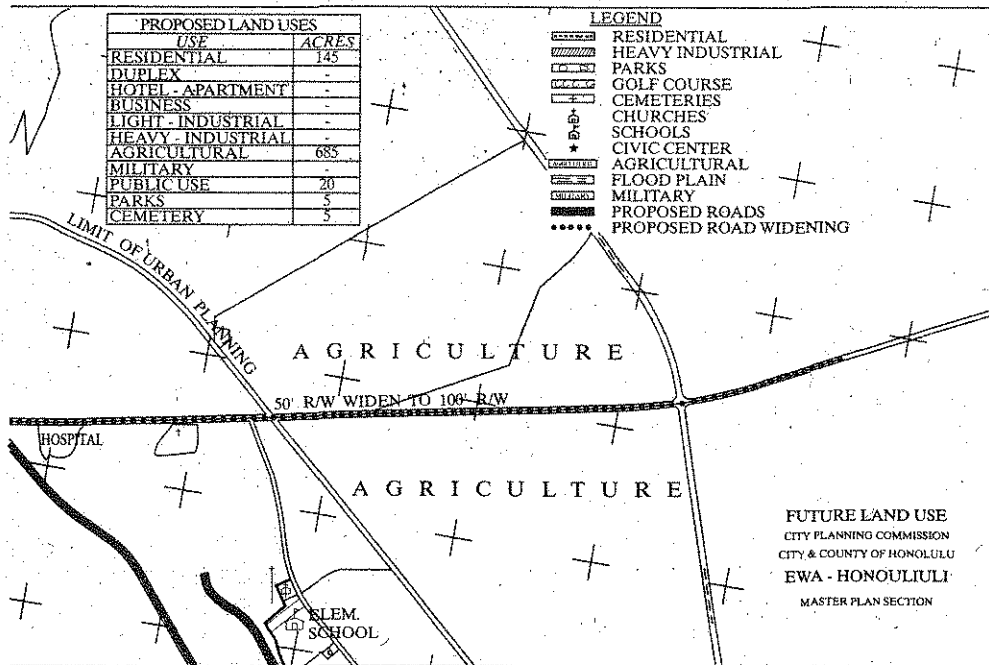 PROPOSED LAND USES
USE ACRES
RESIDENTIAL 145
DUPLEX -
HOTEL - APARTMENT -
BUSINESS -
LIGHT - INDUSTRIAL -
HEAVY - INDUSTRIAL -
AGRICULTURAL 685
MILITARY -
PUBLIC USE 20
PARKS 5
CEMETERY 5
LEGEND
RESIDENTIAL
HEAVY INDUSTRIAL
PARKS
GOLF COURSE
CEMETERIES
CHURCHES
SCHOOLS
CIVIC CENTER
AGRICULTURAL
FLOOD PLAIN
MILITARY MILITARY
PROPOSED ROADS
PROPOSED ROAD WIDENING
LIMIT OF URBAN PLANNING
AGRICULTURE
50' R/W WIDEN TO 100' R/W
HOSPITAL
AGRICULTURE
ELEM.
SCHOOL
FUTURE LAND USE
CITY PLANNING COMMISSION
CITY & COUNTY OF HONOLULU
EWA - HONOULIULI
MASTER PLAN SECTION